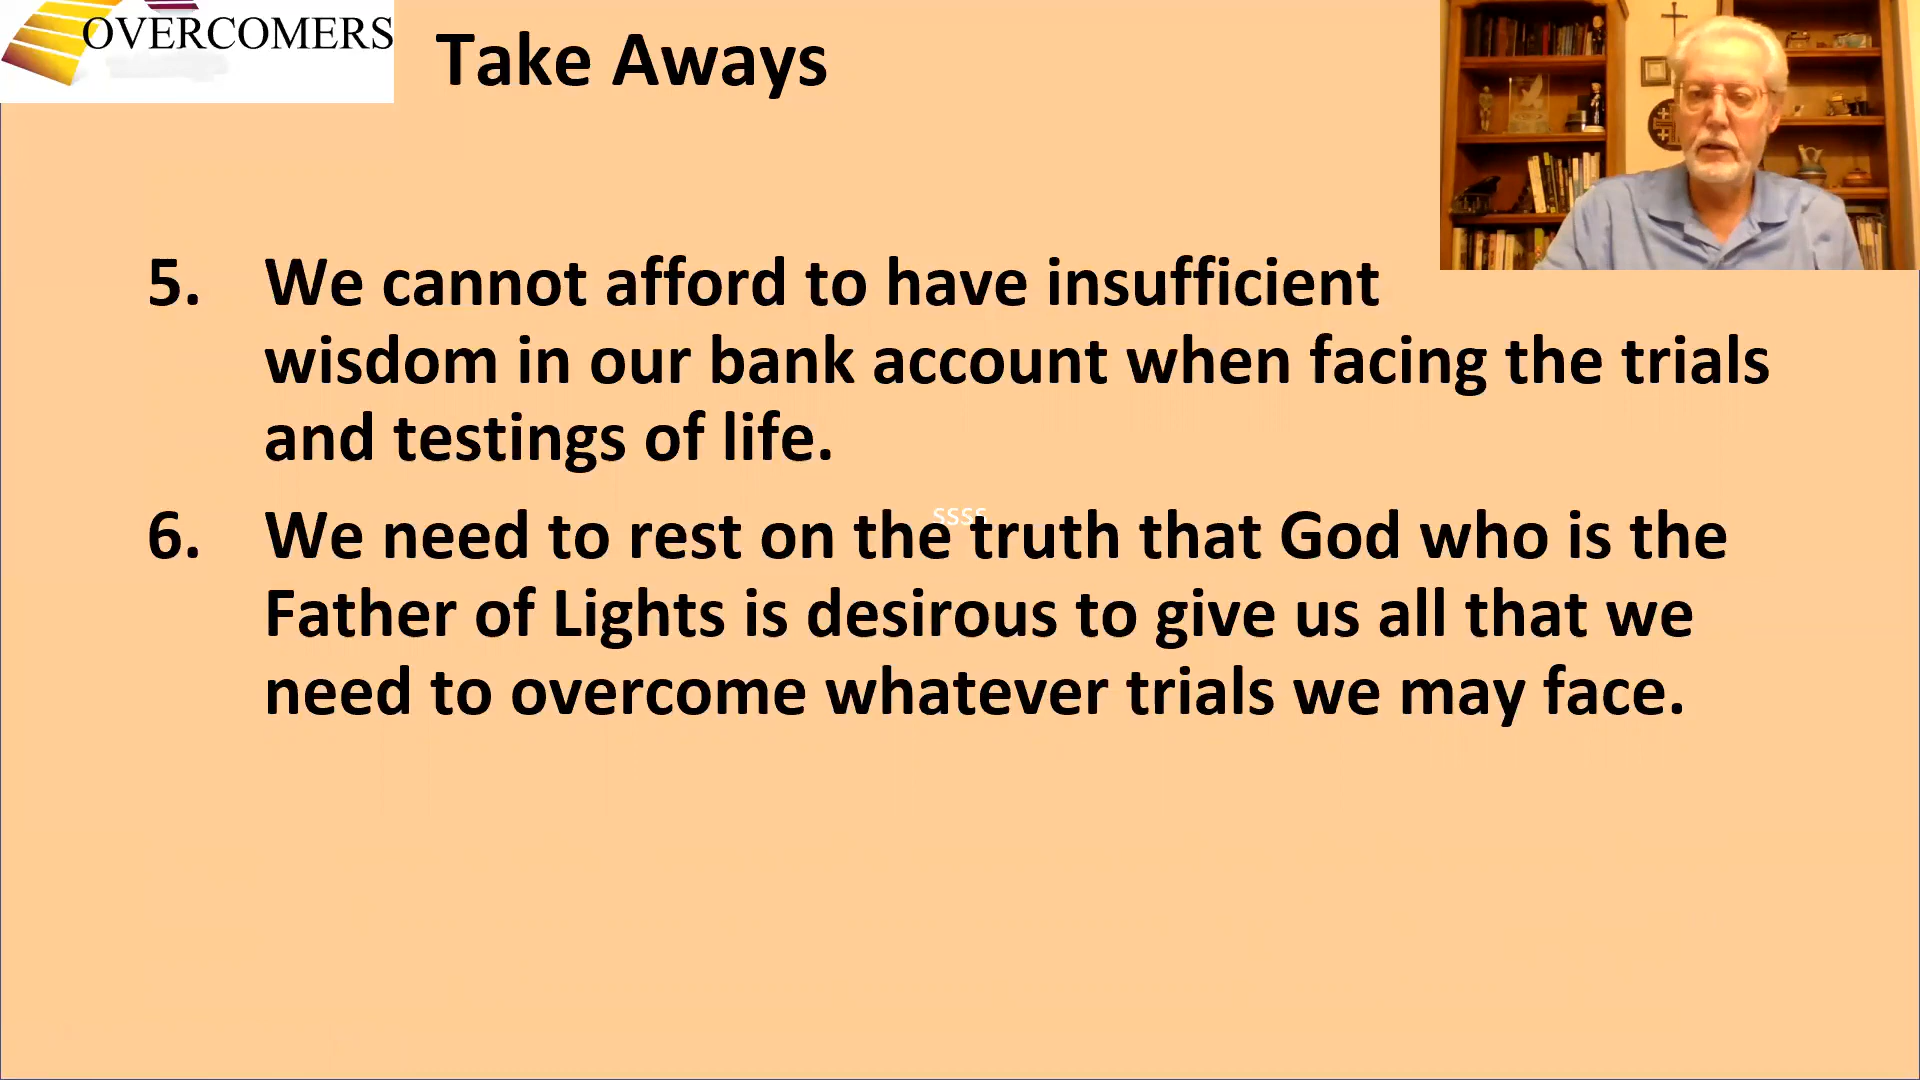 OVERCOMERS
Take Aways
5. We cannot afford to have insufficient
wisdom in our bank account when facing the trials
and testings of life.
ssss
6. We need to rest on the truth that God who is the
Father of Lights is desirous to give us all that we
need to overcome whatever trials we may face.